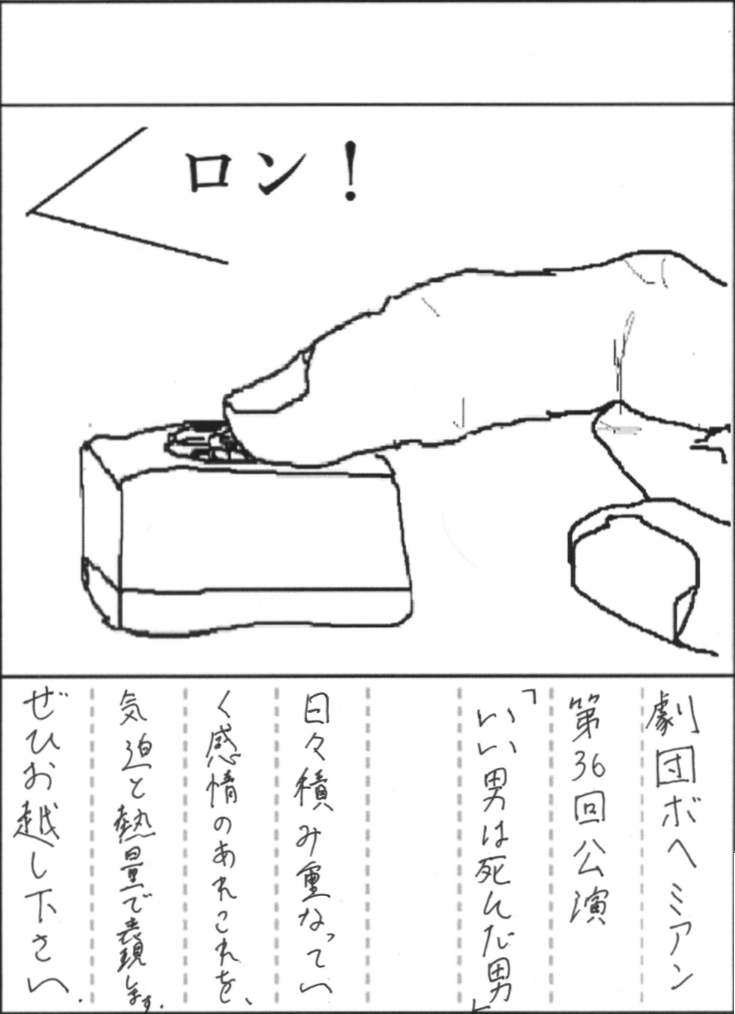 ロン!
劇団ボヘミアン
第36回公演
「いい男は死んだ男」
日々積み重なってい
く感情のあれこれを、
気迫と熱量で表現します。
ぜひお越し下さい。